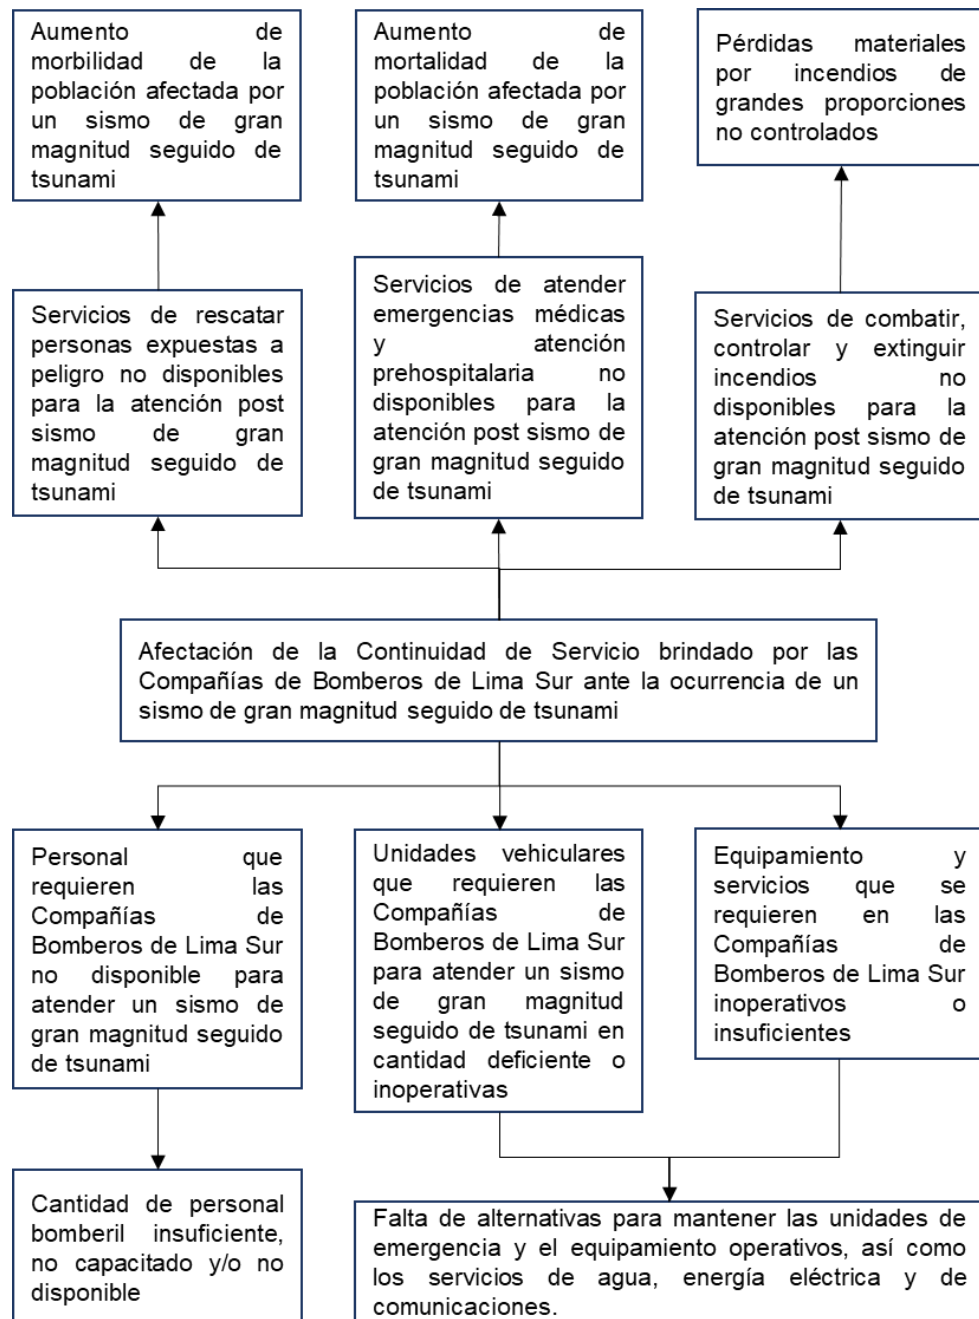 Aumento de
morbilidad de la
población afectada por
un sismo de gran
magnitud seguido de
tsunami
Aumento de
mortalidad de la
población afectada por
un sismo de gran
magnitud seguido de
tsunami
Pérdidas materiales
por incendios de
grandes proporciones
no controlados
Servicios de rescatar
personas expuestas a
peligro no disponibles
para la atención post
sismo de gran
magnitud seguido de
tsunami
Servicios de atender
emergencias médicas
y atención
prehospitalaria no
disponibles para la
atención post sismo de
gran magnitud seguido
de tsunami
Servicios de combatir,
controlar y extinguir
incendios no
disponibles para la
atención post sismo de
gran magnitud seguido
de tsunami
Afectación de la Continuidad de Servicio brindado por las
Compañías de Bomberos de Lima Sur ante la ocurrencia de un
sismo de gran magnitud seguido de tsunami
Personal que
requieren las
Compañías de
Bomberos de Lima Sur
no disponible para
atender un sismo de
gran magnitud seguido
de tsunami
Unidades vehiculares
que requieren las
Compañías de
Bomberos de Lima Sur
para atender un sismo
de gran magnitud
seguido de tsunami en
cantidad deficiente o
inoperativas
Equipamiento y
servicios que se
requieren en las
Compañías de
Bomberos de Lima Sur
inoperativos o
insuficientes
Cantidad de personal
bomberil insuficiente,
no capacitado y/o no
disponible
Falta de alternativas para mantener las unidades de
emergencia y el equipamiento operativos, así como
los servicios de agua, energía eléctrica y de
comunicaciones.